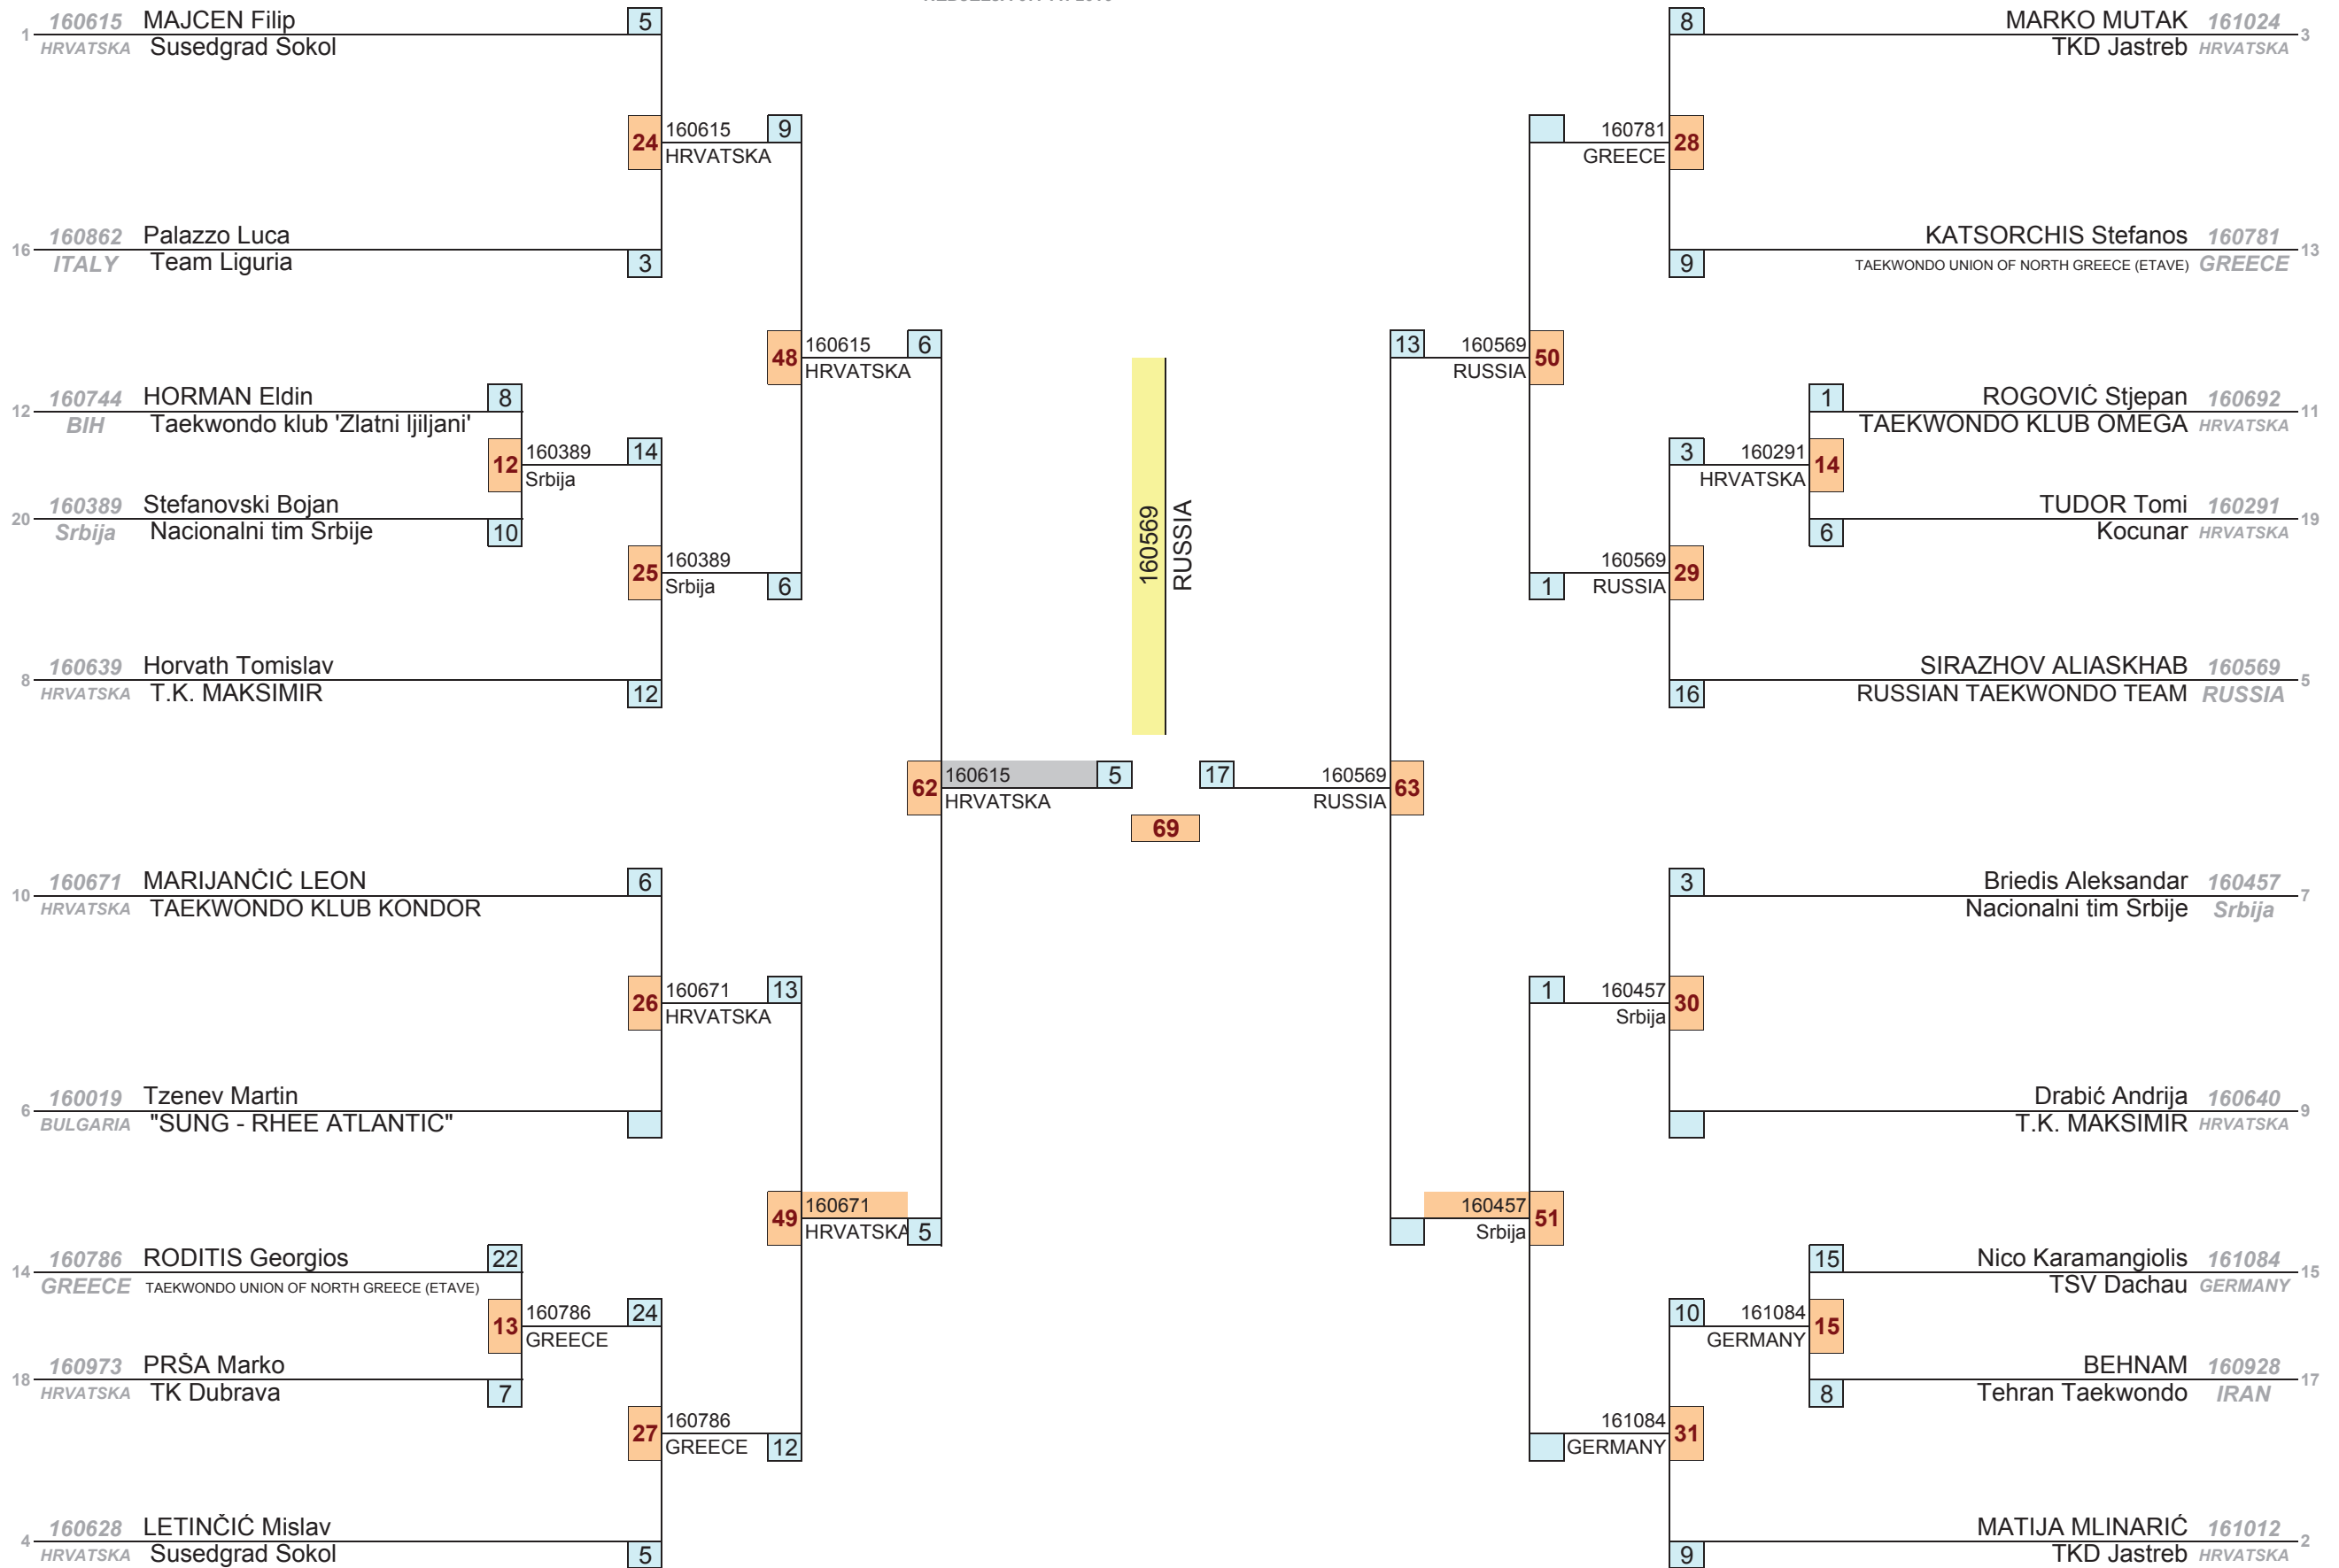 160615 MAJCEN Filip 5
1 HRVATSKA Susedgrad Sokol
24 160615 9
HRVATSKA
16 160862 Palazzo Luca
ITALY Team Liguria 3
48 160615 6
HRVATSKA
12 160744 HORMAN Eldin 8
BIH Taekwondo klub 'Zlatni ljiljani'
12 160389 14
Srbija
20 160389 Stefanovski Bojan
Srbija Nacionalni tim Srbije 10
25 160389
Srbija 6
8 160639 Horvath Tomislav
HRVATSKA T.K. MAKSIMIR 12
62 160615 5
HRVATSKA
10 160671 MARIJANČIĆ LEON 6
HRVATSKA TAEKWONDO KLUB KONDOR
26 160671 13
HRVATSKA
6 160019 Tzenev Martin
BULGARIA "SUNG - RHEE ATLANTIC"
49 160671
HRVATSKA 5
14 160786 RODITIS Georgios 22
GREECE TAEKWONDO UNION OF NORTH GREECE (ETAVE)
13 160786 24
GREECE
18 160973 PRŠA Marko
HRVATSKA TK Dubrava 7
27 160786
GREECE 12
4 160628 LETINČIĆ Mislav
HRVATSKA Susedgrad Sokol 5
160569
RUSSIA
69
8 MARKO MUTAK 161024
TKD Jastreb HRVATSKA 3
160781 28
GREECE
KATSORCHIS Stefanos 160781
9 TAEKWONDO UNION OF NORTH GREECE (ETAVE) GREECE 13
13 160569 50
RUSSIA
1 ROGOVIĆ Stjepan 160692
TAEKWONDO KLUB OMEGA HRVATSKA 11
3 160291 14
HRVATSKA
TUDOR Tomi 160291
6 Kocunar HRVATSKA 19
160569 29
1 RUSSIA
SIRAZHOV ALIASKHAB 160569
16 RUSSIAN TAEKWONDO TEAM RUSSIA 5
17 160569 63
RUSSIA
3 Briedis Aleksandar 160457
Nacionalni tim Srbije Srbija 7
1 160457 30
Srbija
Drabić Andrija 160640
T.K. MAKSIMIR HRVATSKA 9
160457 51
Srbija
15 Nico Karamangiolis 161084
TSV Dachau GERMANY 15
10 161084 15
GERMANY
BEHNAM 160928
8 Tehran Taekwondo IRAN 17
161084 31
GERMANY
MATIJA MLINARIĆ 161012
9 TKD Jastreb HRVATSKA 2